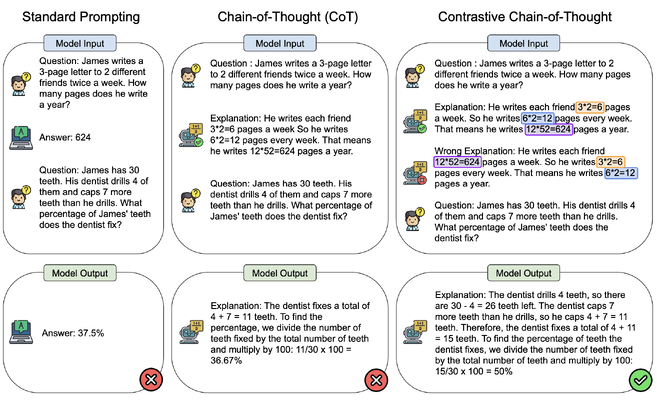 Standard Prompting
Model Input
Question: James writes a
3-page letter to 2 different
friends twice a week. How
many pages does he write
a year?
Answer: 624
Question: James has 30
teeth. His dentist drills 4 of
them and caps 7 more
teeth than he drills. What
percentage of James' teeth
does the dentist fix?
Model Output
Answer: 37.5%
Chain-of-Thought (CoT)
Model Input
Question : James writes a 3-page letter
to 2 different friends twice a week. How
many pages does he write a year?
Explanation: He writes each friend
3*2=6 pages a week So he writes
6*2=12 pages every week. That means
he writes 12*52=624 pages a year.
Question: James has 30 teeth. His
dentist drills 4 of them and caps 7 more
teeth than he drills. What percentage of
James' teeth does the dentist fix?
Model Output
Explanation: The dentist fixes a total of
4 + 7 = 11 teeth. To find the
percentage, we divide the number of
teeth fixed by the total number of teeth
and multiply by 100: 11/30 x 100 =
36.67%
Contrastive Chain-of-Thought
Model Input
Question: James writes a 3-page letter to 2
different friends twice a week. How many pages
does he write a year?
Explanation: He writes each friend 3*2=6 pages
a week. So he writes 6*2=12 pages every week.
That means he writes 12*52=624 pages a year.
Wrong Explanation: He writes each friend
12*52=624 pages a week. So he writes 3*2=6
pages every week. That means he writes 6*2=12
pages a year.
Question: James has 30 teeth. His dentist drills 4
of them and caps 7 more teeth than he drills.
What percentage of James' teeth does the
dentist fix?
Model Output
Explanation: The dentist drills 4 teeth, so there
are 30 - 4 = 26 teeth left. The dentist caps 7
more teeth than he drills, so he caps 4 + 7 = 11
teeth. Therefore, the dentist fixes a total of 4 + 11
= 15 teeth. To find the percentage of teeth the
dentist fixes, we divide the number of teeth fixed
by the total number of teeth and multiply by 100:
15/30 x 100 = 50%